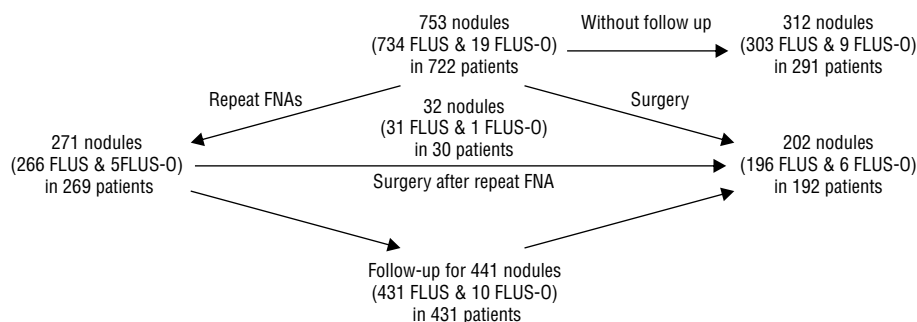 753 nodules
(734 FLUS & 19 FLUS-O)
in 722 patients
Without follow up
312 nodules
(303 FLUS & 9 FLUS-O)
in 291 patients
Repeat FNAs
32 nodules
(31 FLUS & 1 FLUS-O)
in 30 patients
Surgery
271 nodules
(266 FLUS & 5FLUS-O)
in 269 patients
Surgery after repeat FNA
202 nodules
(196 FLUS & 6 FLUS-O)
in 192 patients
Follow-up for 441 nodules
(431 FLUS & 10 FLUS-O)
in 431 patients